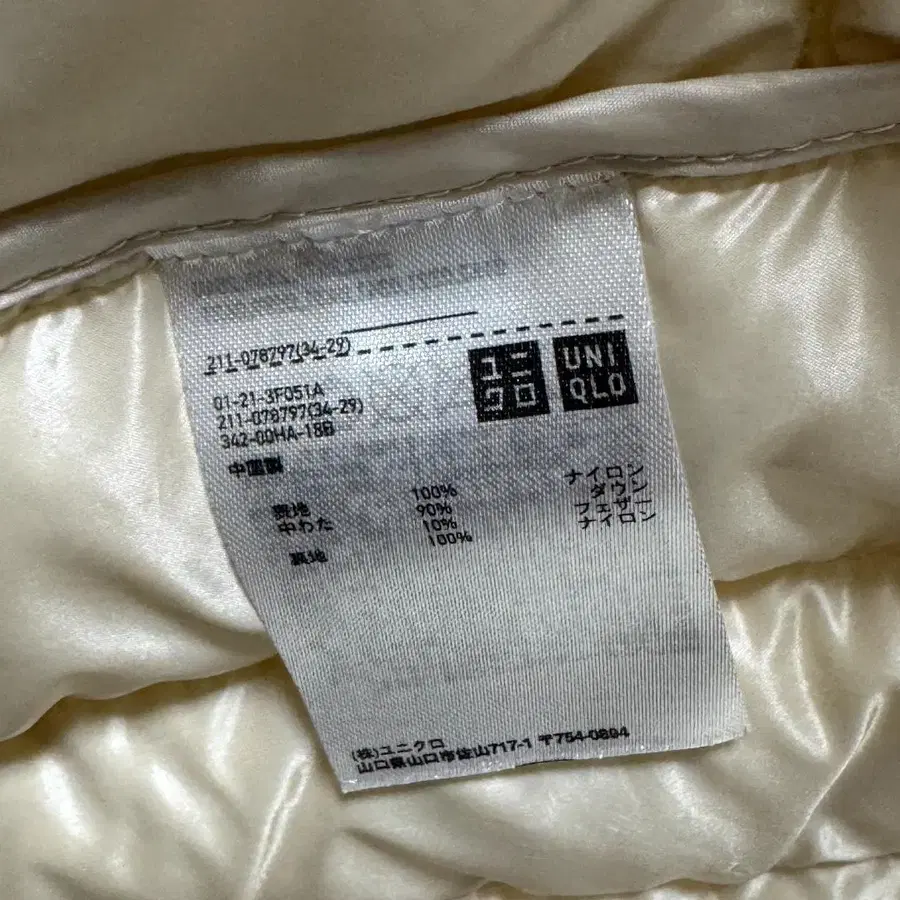 211-078797(34-29)
ユニクロ
UNIQLO
01-21-3F051A
211-078797(34-29)
342-00HA-18B
中国製
表地 100% ナイロン
中わた 90% ダウン
10% フェザー
裏地 100% ナイロン
(株)ユニクロ
山口県山口市佐山717-1 〒754-0894